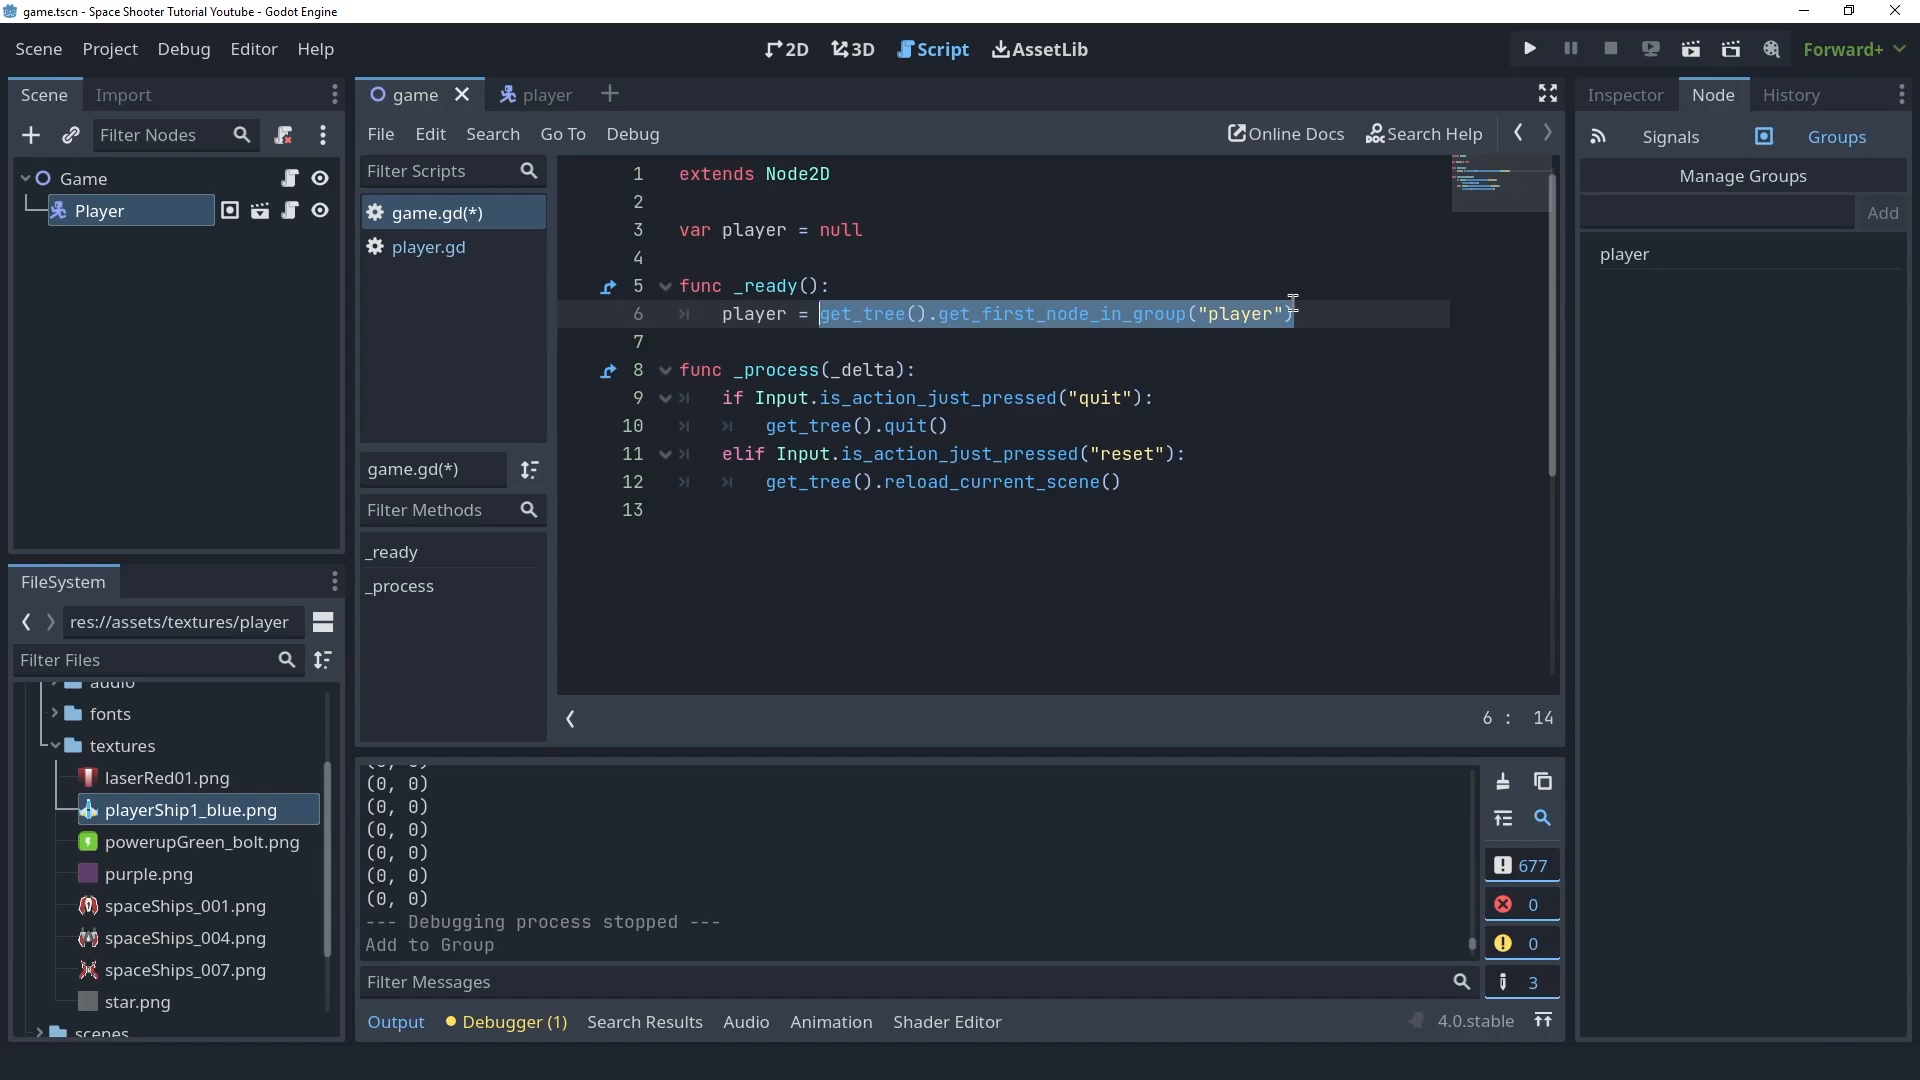 game.tscn - Space Shooter Tutorial Youtube - Godot Engine
Scene Project Debug Editor Help
2D 3D Script AssetLib
Forward+
Scene Import
Filter Nodes
Game
Player
FileSystem
res://assets/textures/player
Filter Files
audio
fonts
textures
laserRed01.png
playerShip1_blue.png
powerupGreen_bolt.png
purple.png
spaceShips_001.png
spaceShips_004.png
spaceShips_007.png
star.png
scenes
game player
File Edit Search Go To Debug
Online Docs Search Help
Filter Scripts
game.gd(*)
player.gd
game.gd(*)
Filter Methods
_ready
_process
1 extends Node2D
2
3 var player = null
4
5 func _ready():
6 player = get_tree().get_first_node_in_group("player")
7
8 func _process(_delta):
9 if Input.is_action_just_pressed("quit"):
10 get_tree().quit()
11 elif Input.is_action_just_pressed("reset"):
12 get_tree().reload_current_scene()
13
6 : 14
(0, 0)
(0, 0)
(0, 0)
(0, 0)
(0, 0)
(0, 0)
--- Debugging process stopped ---
Add to Group
677
0
0
3
Filter Messages
Output Debugger (1) Search Results Audio Animation Shader Editor
4.0.stable
Inspector Node History
Signals Groups
Manage Groups
Add
player